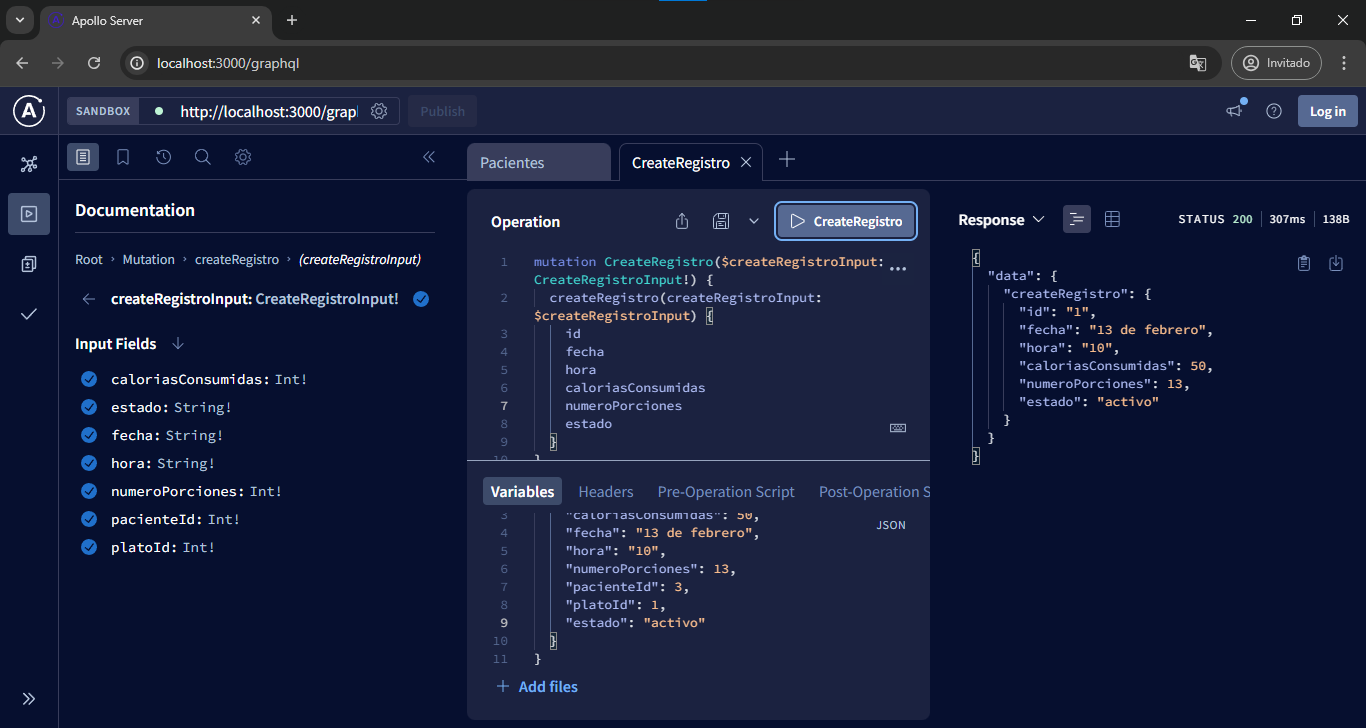 Apollo Server
localhost:3000/graphql
Invitado
SANDBOX
http://localhost:3000/grap
Publish
Log in
Documentation
Root › Mutation › createRegistro › (createRegistroInput)
createRegistroInput: CreateRegistroInput!
Input Fields
caloriasConsumidas: Int!
estado: String!
fecha: String!
hora: String!
numeroPorciones: Int!
pacienteId: Int!
platoId: Int!
Pacientes
CreateRegistro
Operation
CreateRegistro
1 mutation CreateRegistro($createRegistroInput:
CreateRegistroInput!) {
2 createRegistro(createRegistroInput:
$createRegistroInput) {
3 id
4 fecha
5 hora
6 caloriasConsumidas
7 numeroPorciones
8 estado
9 }
10 }
Variables Headers Pre-Operation Script Post-Operation S
JSON
3 "caloriasConsumidas": 50,
4 "fecha": "13 de febrero",
5 "hora": "10",
6 "numeroPorciones": 13,
7 "pacienteId": 3,
8 "platoId": 1,
9 "estado": "activo"
10 }
11 }
+ Add files
Response
STATUS 200 307ms 138B
{
"data": {
"createRegistro": {
"id": "1",
"fecha": "13 de febrero",
"hora": "10",
"caloriasConsumidas": 50,
"numeroPorciones": 13,
"estado": "activo"
}
}
}